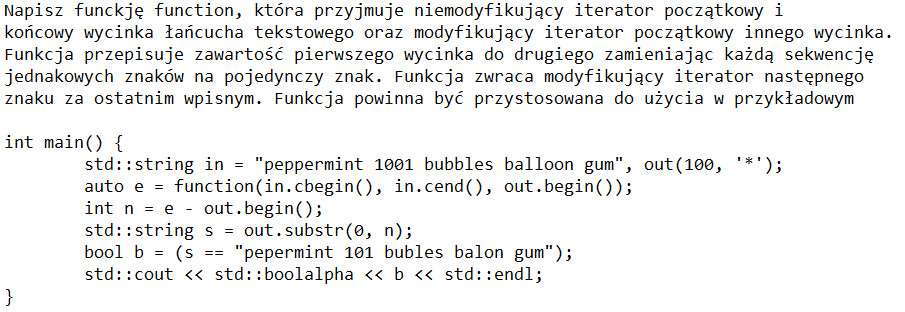 Napisz funckję function, która przyjmuje niemodyfikujący iterator początkowy i
końcowy wycinka łańcucha tekstowego oraz modyfikujący iterator początkowy innego wycinka.
Funkcja przepisuje zawartość pierwszego wycinka do drugiego zamieniając każdą sekwencję
jednakowych znaków na pojedynczy znak. Funkcja zwraca modyfikujący iterator następnego
znaku za ostatnim wpisnym. Funkcja powinna być przystosowana do użycia w przykładowym

int main() {
        std::string in = "peppermint 1001 bubbles balloon gum", out(100, '*');
        auto e = function(in.cbegin(), in.cend(), out.begin());
        int n = e - out.begin();
        std::string s = out.substr(0, n);
        bool b = (s == "pepermint 101 bubles balon gum");
        std::cout << std::boolalpha << b << std::endl;
}